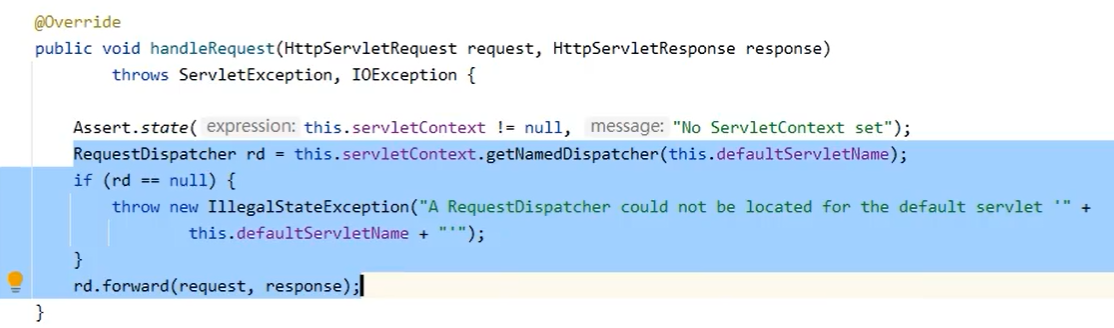 @Override
public void handleRequest(HttpServletRequest request, HttpServletResponse response)
throws ServletException, IOException {
Assert.state( expression: this.servletContext != null, message: "No ServletContext set");
RequestDispatcher rd = this.servletContext.getNamedDispatcher(this.defaultServletName);
if (rd == null) {
throw new IllegalStateException("A RequestDispatcher could not be located for the default servlet '" +
this.defaultServletName + "'");
}
rd.forward(request, response);
}